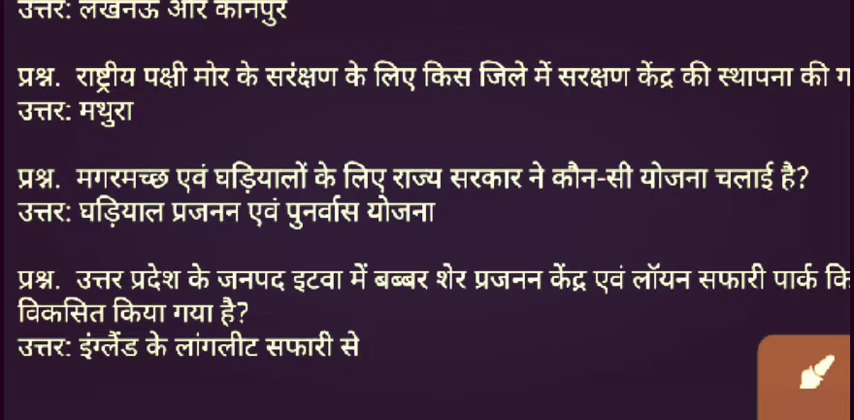 उत्तर: लखनऊ और कानपुर
प्रश्न. राष्ट्रीय पक्षी मोर के सरंक्षण के लिए किस जिले में सरक्षण केंद्र की स्थापना की
उत्तर: मथुरा
प्रश्न. मगरमच्छ एवं घड़ियालों के लिए राज्य सरकार ने कौन-सी योजना चलाई है?
उत्तर: घड़ियाल प्रजनन एवं पुनर्वास योजना
प्रश्न. उत्तर प्रदेश के जनपद इटवा में बब्बर शेर प्रजनन केंद्र एवं लॉयन सफारी पार्क
विकसित किया गया है?
उत्तर: इंग्लैंड के लांगलीट सफारी से